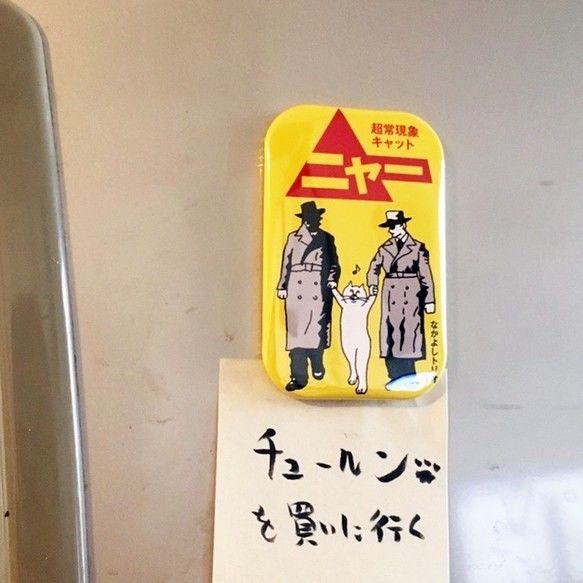 超常現象
キャット
ニャー
♪
なかよしトリオ
チュールン
を買いに行く